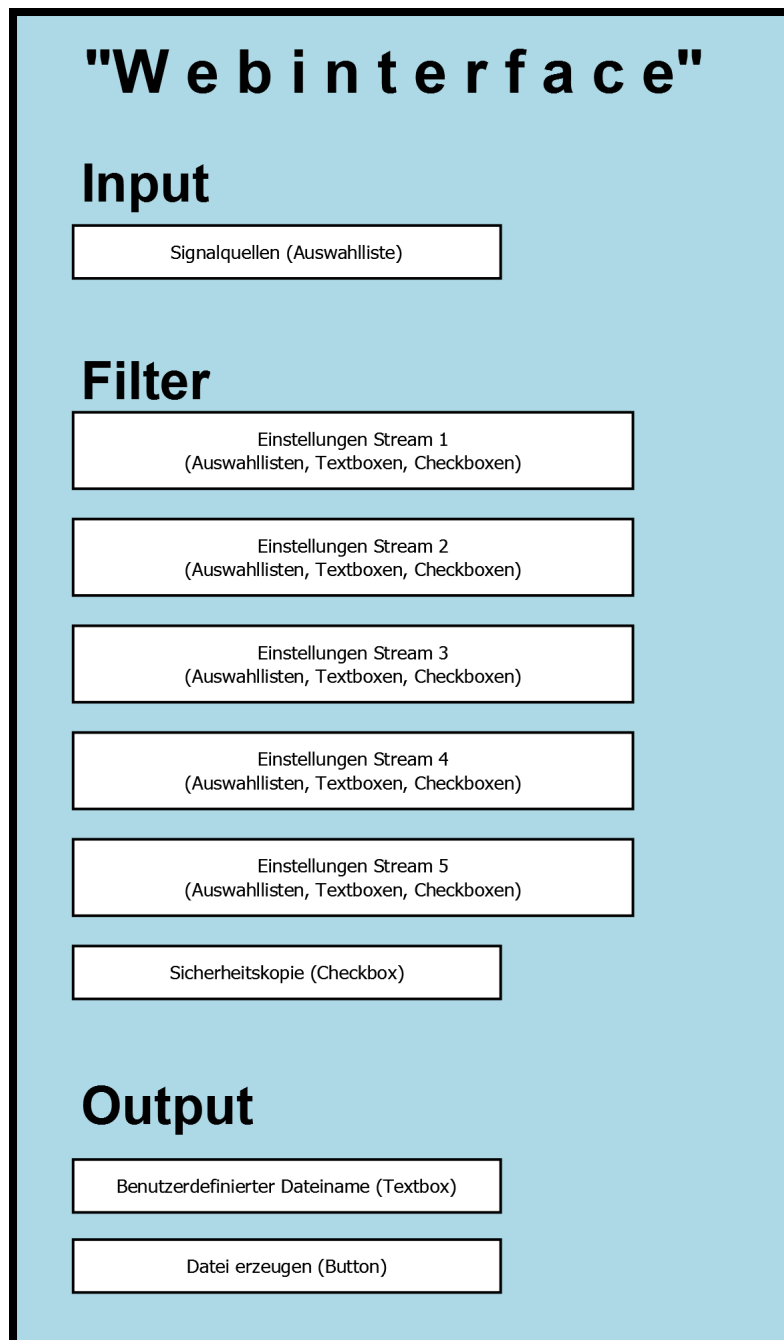 "W e b i n t e r f a c e"
Input
Signalquellen (Auswahlliste)
Filter
Einstellungen Stream 1
(Auswahllisten, Textboxen, Checkboxen)
Einstellungen Stream 2
(Auswahllisten, Textboxen, Checkboxen)
Einstellungen Stream 3
(Auswahllisten, Textboxen, Checkboxen)
Einstellungen Stream 4
(Auswahllisten, Textboxen, Checkboxen)
Einstellungen Stream 5
(Auswahllisten, Textboxen, Checkboxen)
Sicherheitskopie (Checkbox)
Output
Benutzerdefinierter Dateiname (Textbox)
Datei erzeugen (Button)